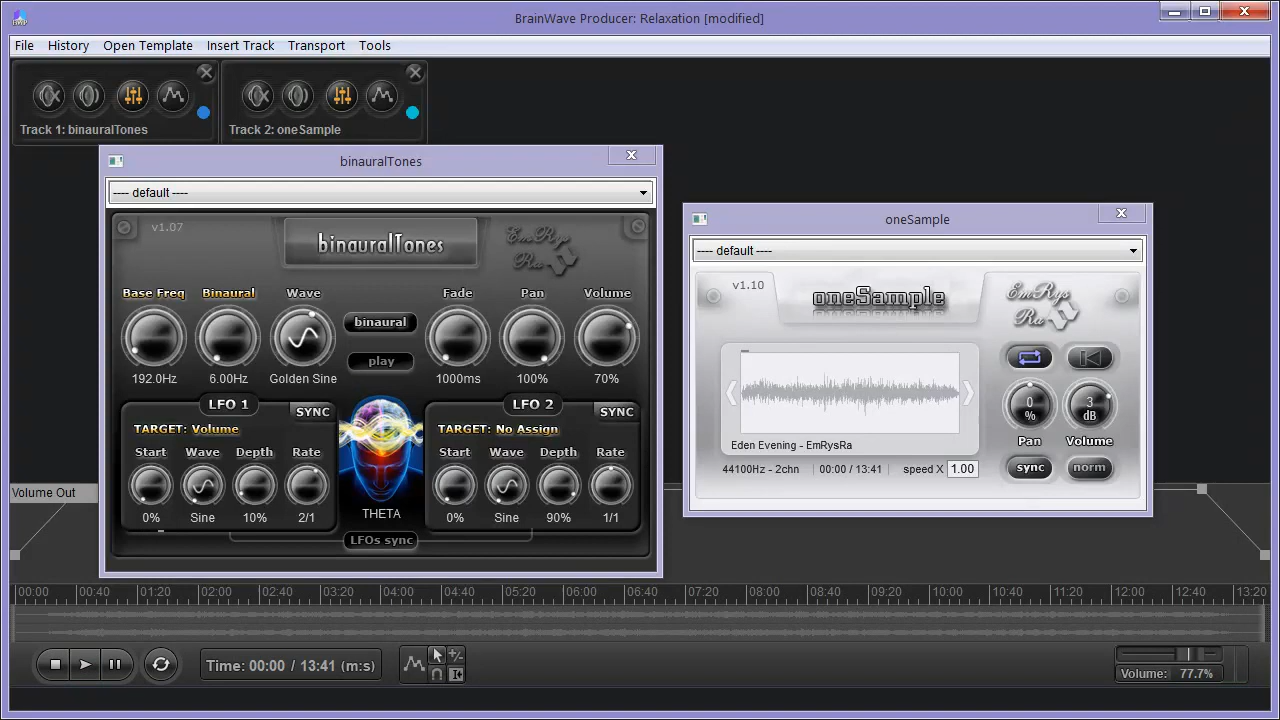 BrainWave Producer: Relaxation [modified]
File History Open Template Insert Track Transport Tools
Track 1: binauralTones
Track 2: oneSample
binauralTones
---- default ----
v1.07
binauralTones
EmRys
Ra
Base Freq Binaural Wave Fade Pan Volume
binaural
play
192.0Hz 6.00Hz Golden Sine 1000ms 100% 70%
LFO 1
SYNC
TARGET: Volume
Start Wave Depth Rate
0% Sine 10% 2/1
THETA
LFO 2
SYNC
TARGET: No Assign
Start Wave Depth Rate
0% Sine 90% 1/1
LFOs sync
oneSample
---- default ----
v1.10
oneSample
EmRys
Ra
Eden Evening - EmRysRa
44100Hz - 2chn 00:00 / 13:41 speed X 1.00
0
%
Pan
3
dB
Volume
sync
norm
Volume Out
00:00 00:40 01:20 02:00 02:40 03:20 04:00 04:40 05:20 06:00 06:40 07:20 08:00 08:40 09:20 10:00 10:40 11:20 12:00 12:40 13:20
Time: 00:00 / 13:41 (m:s)
Volume: 77.7%